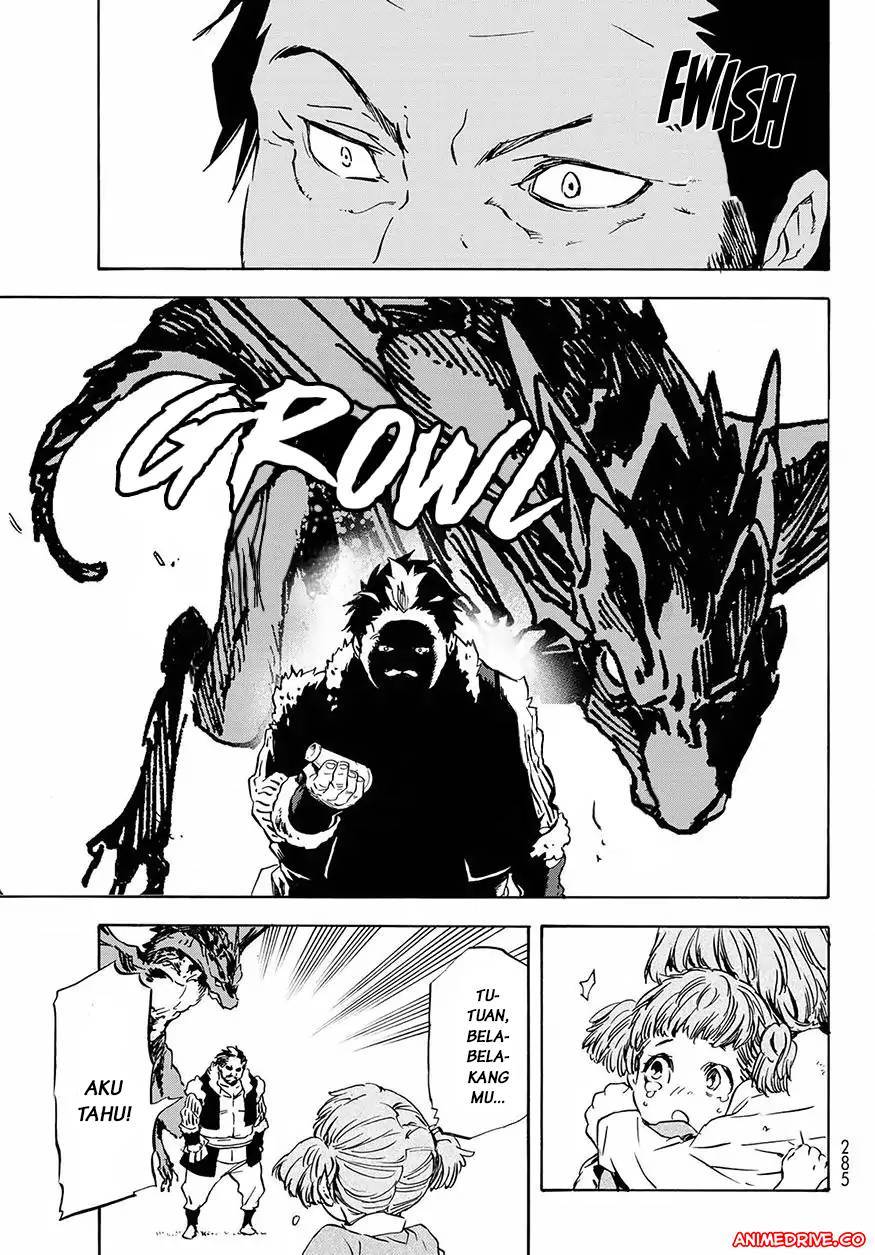 FWISH
GROWL
TU-
TUAN,
BELA-
BELA-
KANG
MU...
AKU
TAHU!
285
ANIMEDRIVE.CO